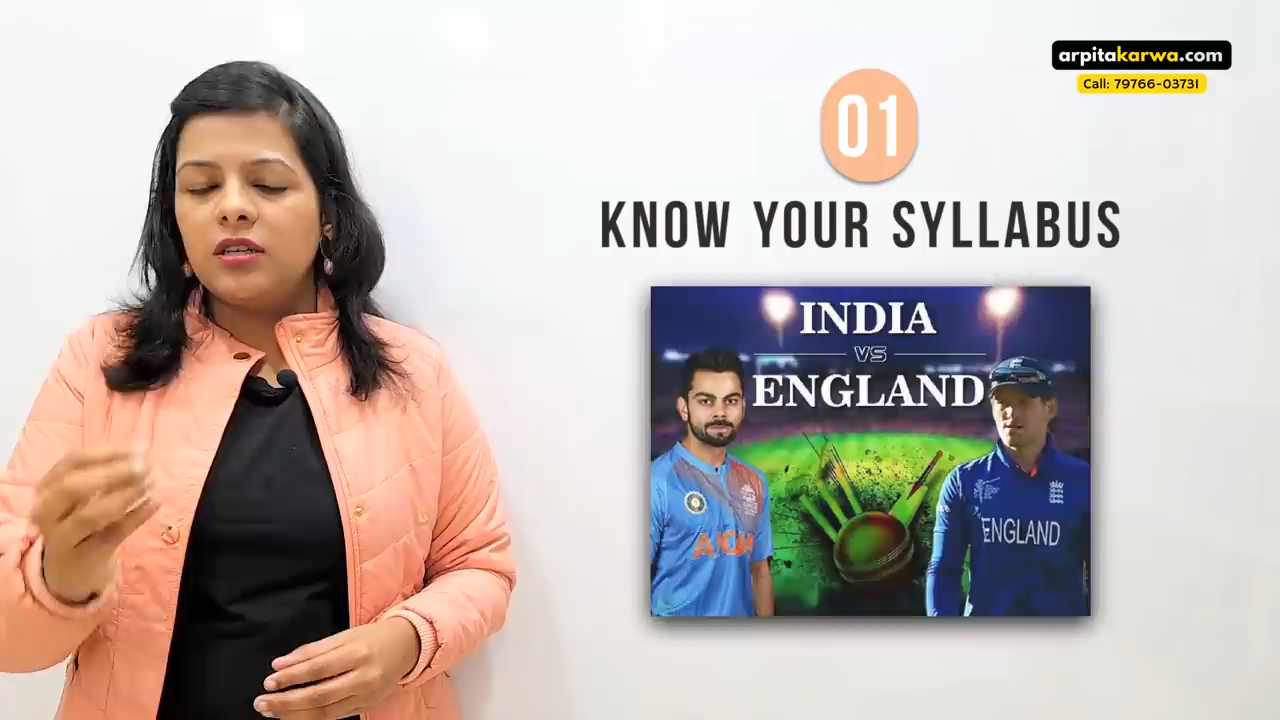 arpitakarwa.com
Call: 79766-03731
01
KNOW YOUR SYLLABUS
INDIA
VS
ENGLAND
ENGLAND